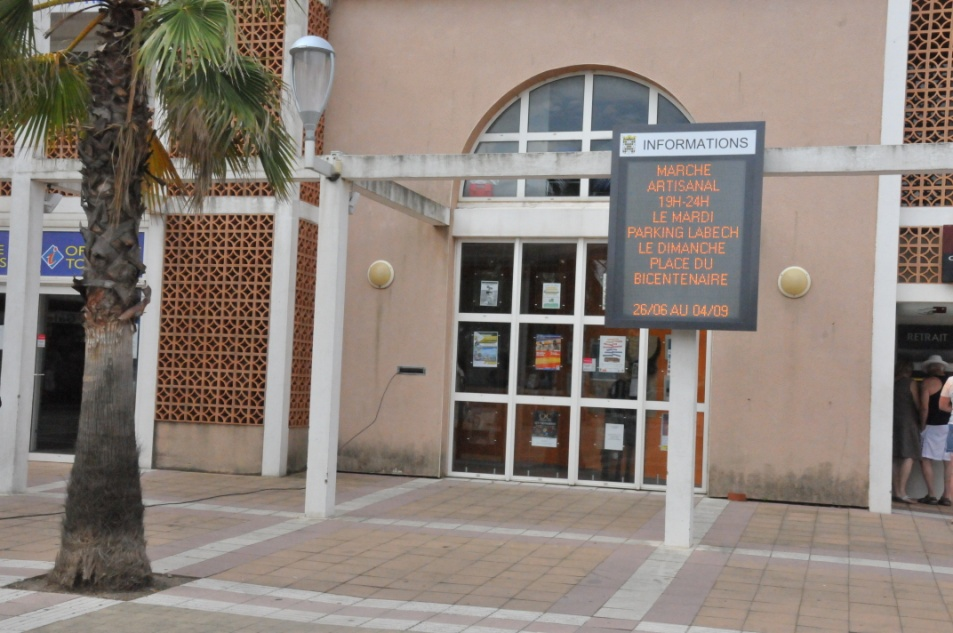 INFORMATIONS
MARCHE
ARTISANAL
19H-24H
LE MARDI
PARKING LABECH
LE DIMANCHE
PLACE DU
BICENTENAIRE
26/06 AU 04/09
RETRAIT